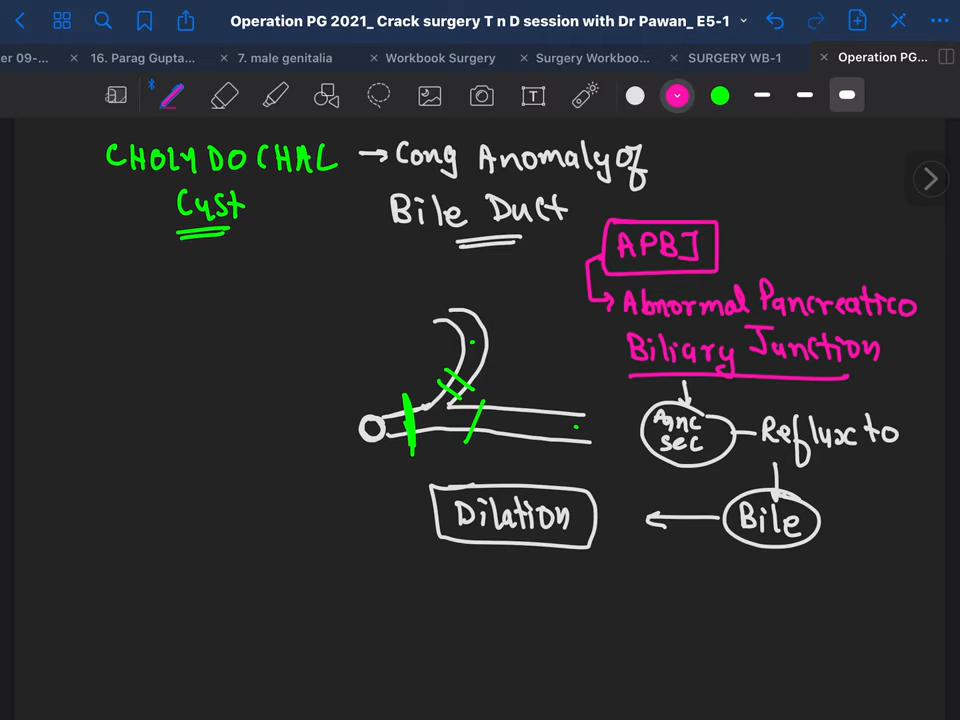 Operation PG 2021_ Crack surgery T n D session with Dr Pawan_ E5-1
er 09-...
16. Parag Gupta...
7. male genitalia
Workbook Surgery
Surgery Workboo...
SURGERY WB-1
Operation PG...
CHOLYDOCHAL → Cong Anomaly of
Cyst Bile Duct
APBJ
Abnormal Pancreatico
Biliary Junction
Panc — Reflux to
sec
Dilation ← Bile